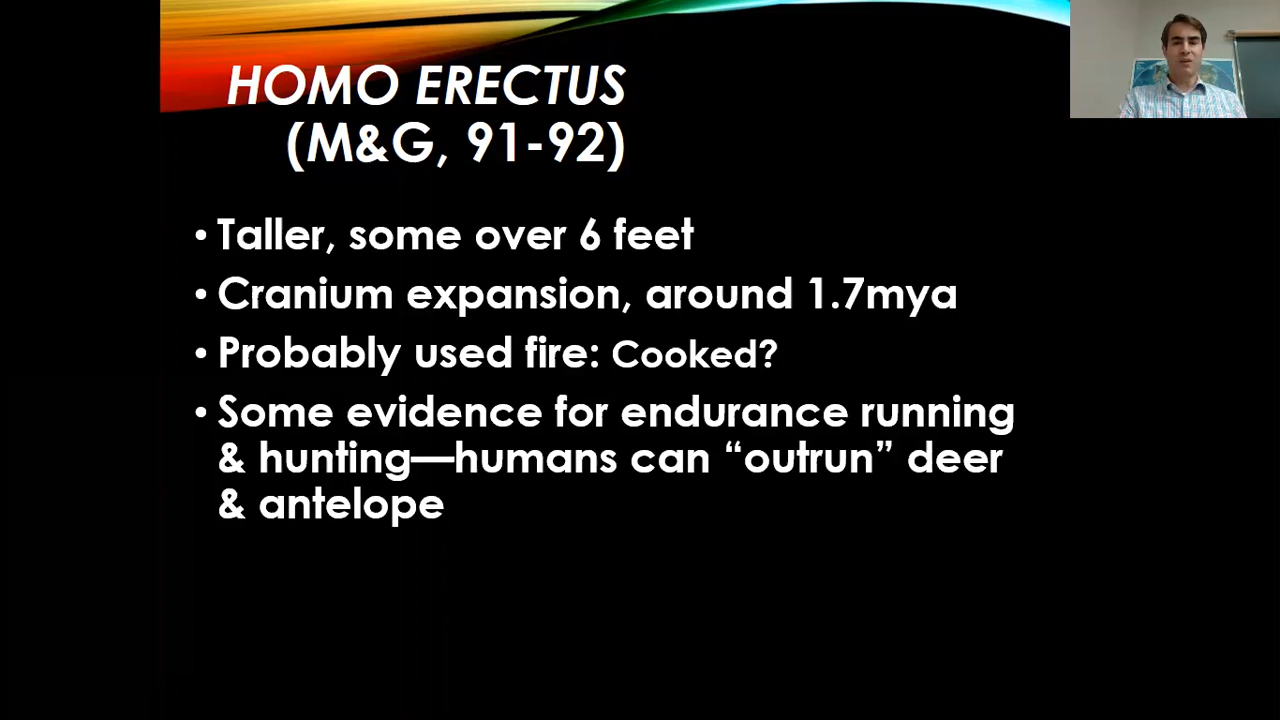 HOMO ERECTUS
(M&G, 91-92)
• Taller, some over 6 feet
• Cranium expansion, around 1.7mya
• Probably used fire: Cooked?
• Some evidence for endurance running
& hunting—humans can “outrun” deer
& antelope